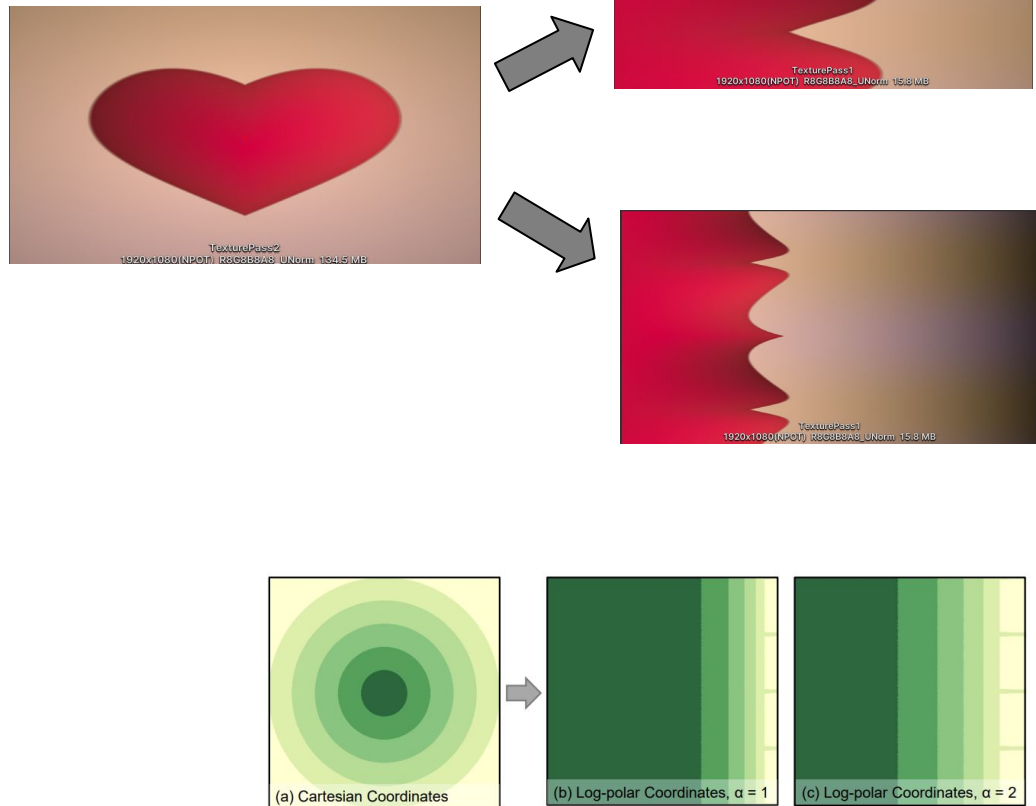 TexturePass1
1920x1080(NPOT) R8G8B8A8_UNorm 15.8 MB
TexturePass2
1920x1080(NPOT) R8G8B8A8_UNorm 134.5 MB
TexturePass1
1920x1080(NPOT) R8G8B8A8_UNorm 15.8 MB
(a) Cartesian Coordinates
(b) Log-polar Coordinates, α = 1
(c) Log-polar Coordinates, α = 2